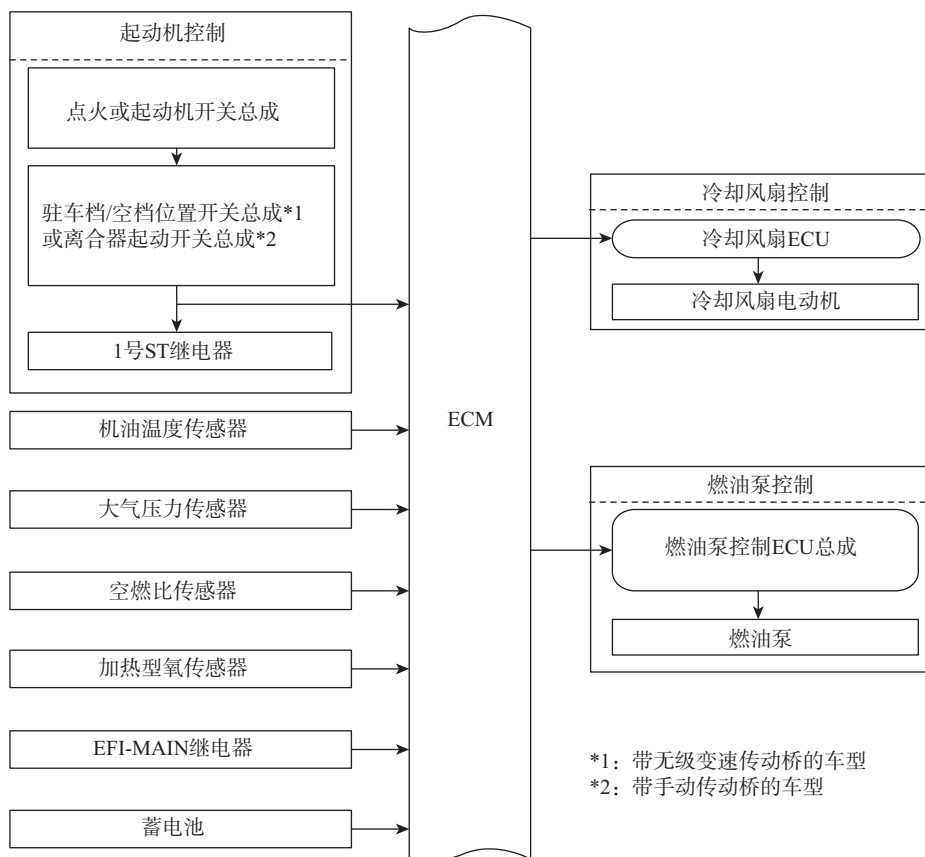 起动机控制
点火或起动机开关总成
驻车档/空档位置开关总成*1
或离合器起动开关总成*2
1号ST继电器
机油温度传感器
大气压力传感器
空燃比传感器
加热型氧传感器
EFI-MAIN继电器
蓄电池
ECM
冷却风扇控制
冷却风扇ECU
冷却风扇电动机
燃油泵控制
燃油泵控制ECU总成
燃油泵
*1：带无级变速传动桥的车型
*2：带手动传动桥的车型